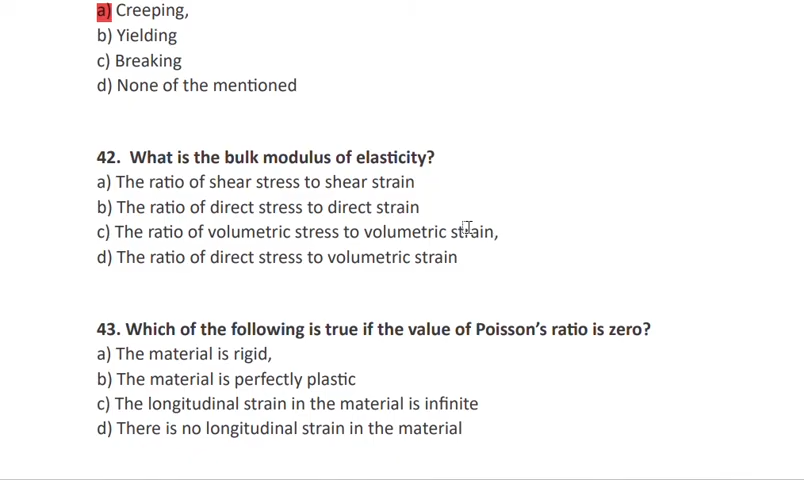 a) Creeping,
b) Yielding
c) Breaking
d) None of the mentioned
42. What is the bulk modulus of elasticity?
a) The ratio of shear stress to shear strain
b) The ratio of direct stress to direct strain
c) The ratio of volumetric stress to volumetric strain,
d) The ratio of direct stress to volumetric strain
43. Which of the following is true if the value of Poisson’s ratio is zero?
a) The material is rigid,
b) The material is perfectly plastic
c) The longitudinal strain in the material is infinite
d) There is no longitudinal strain in the material